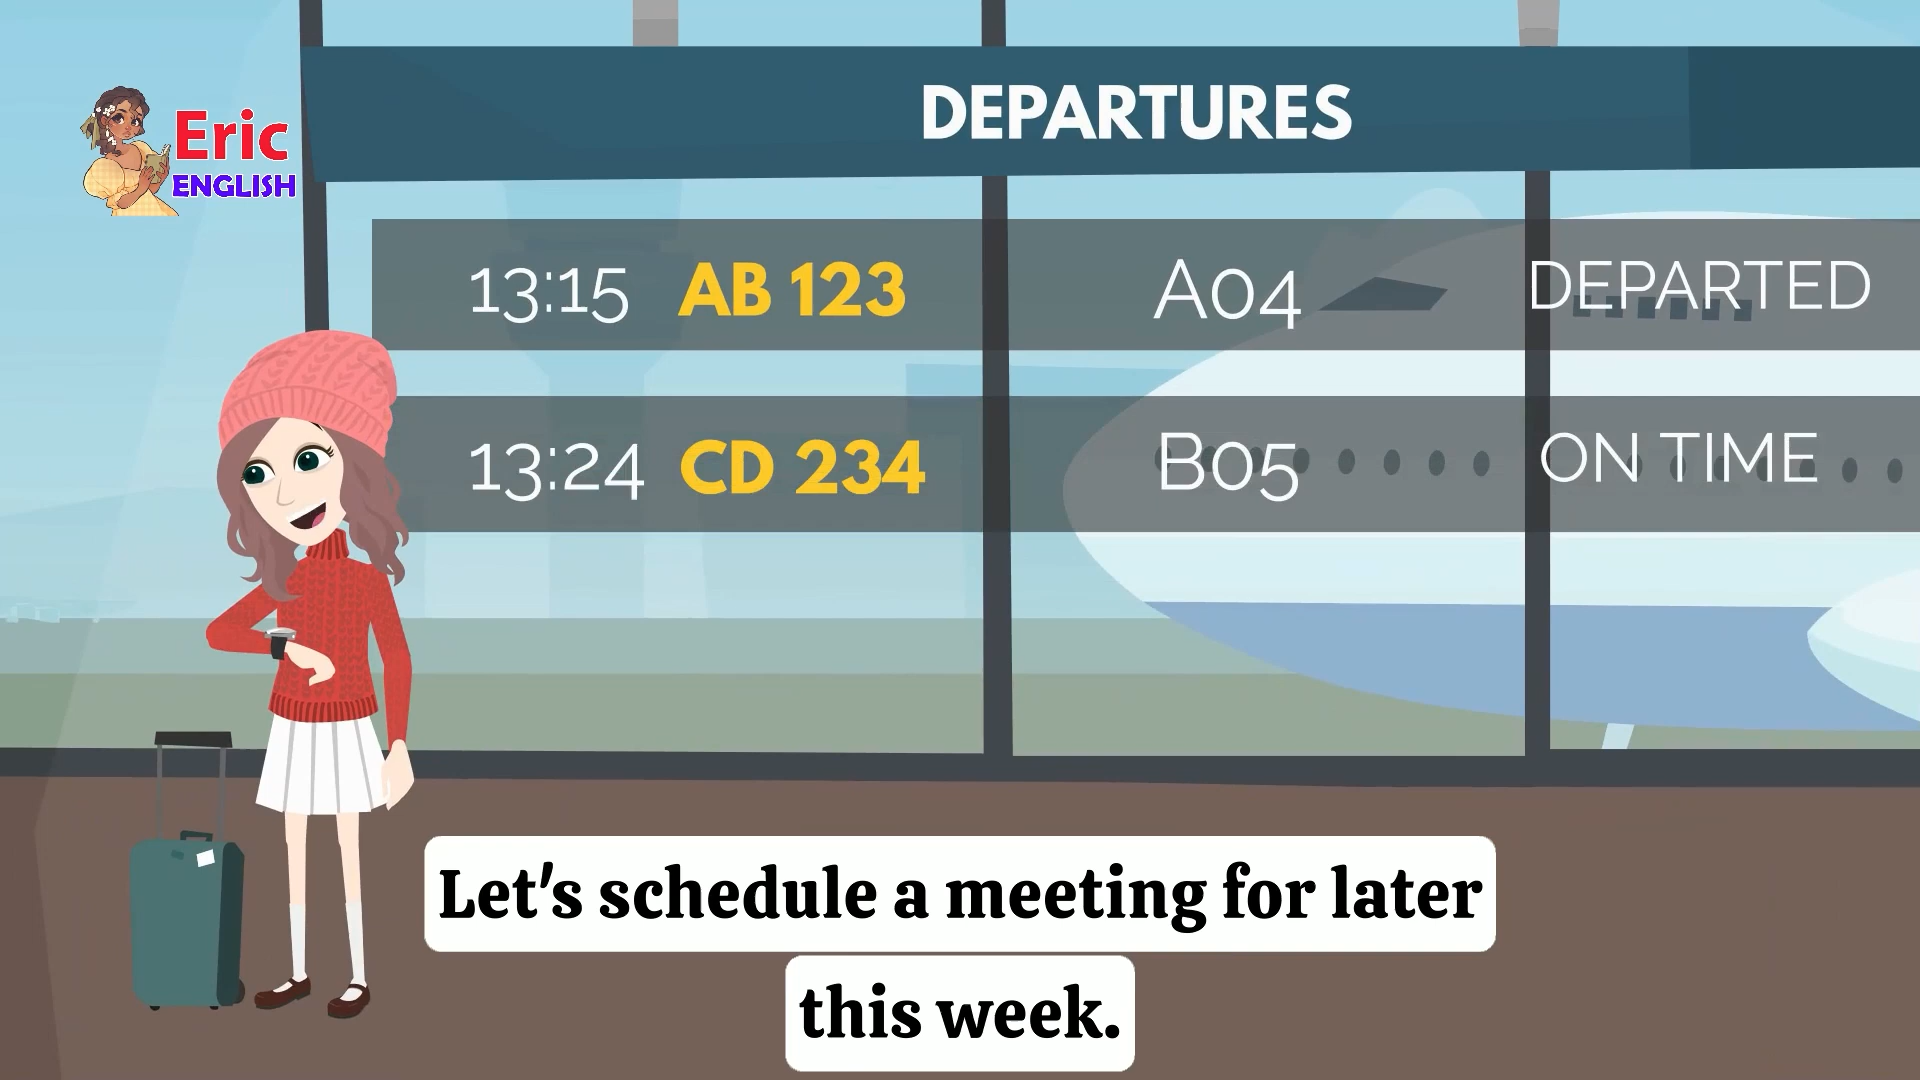 DEPARTURES
Eric
ENGLISH
13:15 AB 123 A04 DEPARTED
13:24 CD 234 B05 ON TIME
Let's schedule a meeting for later
this week.